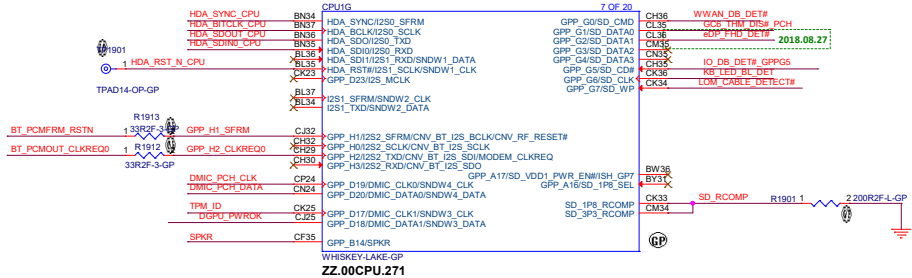 CPU1G 7 OF 20
HDA_SYNC_CPU BN34 HDA_SYNC/I2S0_SFRM
HDA_BITCLK_CPU BN37 HDA_BCLK/I2S0_SCLK
HDA_SDOUT_CPU BN36 HDA_SDO/I2S0_TXD
HDA_SDIN0_CPU BN35 HDA_SDI0/I2S0_RXD
BL36 HDA_SDI1/I2S1_RXD/SNDW1_DATA
HDA_RST_N_CPU 1 BL35 HDA_RST#/I2S1_SCLK/SNDW1_CLK
CK23 GPP_D23/I2S_MCLK
TPAD14-OP-GP
BL37 I2S1_SFRM/SNDW2_CLK
BL34 I2S1_TXD/SNDW2_DATA
R1913
BT_PCMFRM_RSTN 1 33R2F-3-GP GPP_H1_SFRM CJ32 GPP_H1/I2S2_SFRM/CNV_BT_I2S_BCLK/CNV_RF_RESET#
CH32 GPP_H0/I2S2_SCLK/CNV_BT_I2S_SCLK
BT_PCMOUT_CLKREQ0 1 R1912 GPP_H2_CLKREQ0 CH29 GPP_H2/I2S2_TXD/CNV_BT_I2S_SDI/MODEM_CLKREQ
33R2F-3-GP CH30 GPP_H3/I2S2_RXD/CNV_BT_I2S_SDO
DMIC_PCH_CLK CP24 GPP_D19/DMIC_CLK0/SNDW4_CLK
DMIC_PCH_DATA CN24 GPP_D20/DMIC_DATA0/SNDW4_DATA
TPM_ID CK25 GPP_D17/DMIC_CLK1/SNDW3_CLK
DGPU_PWROK CJ25 GPP_D18/DMIC_DATA1/SNDW3_DATA
SPKR CF35 GPP_B14/SPKR
GPP_G0/SD_CMD CH36 WWAN_DB_DET#
GPP_G1/SD_DATA0 CL35 GC6_THM_DIS#_PCH
GPP_G2/SD_DATA1 CL36 eDP_FHD_DET#
GPP_G3/SD_DATA2 CM35 2018.08.27
GPP_G4/SD_DATA3 CN35
GPP_G5/SD_CD# CH35 IO_DB_DET#_GPPG5
GPP_G6/SD_CLK CK36 KB_LED_BL_DET
GPP_G7/SD_WP CK34 LOM_CABLE_DETECT#
GPP_A17/SD_VDD1_PWR_EN#/ISH_GP7 BW36
GPP_A16/SD_1P8_SEL BY31
SD_1P8_RCOMP CK33 SD_RCOMP R1901 1 2 200R2F-L-GP
SD_3P3_RCOMP CM34
GP
WHISKEY-LAKE-GP
ZZ.00CPU.271